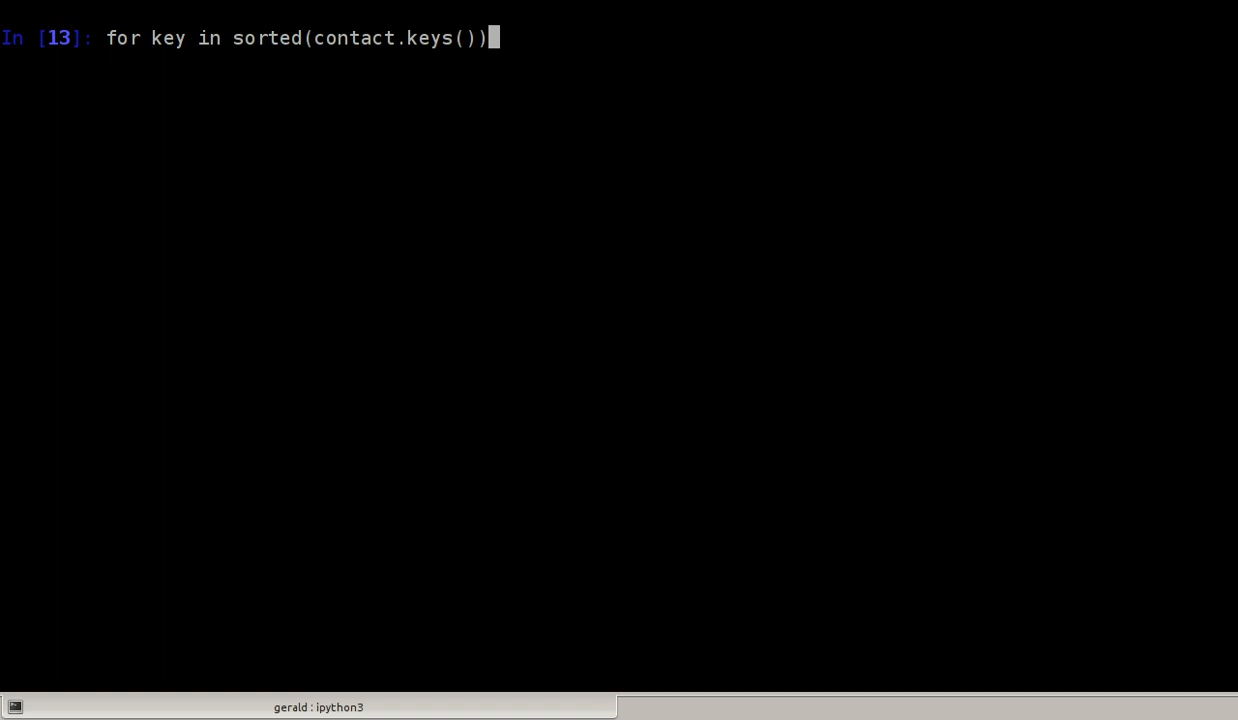 In [13]: for key in sorted(contact.keys())
gerald : ipython3